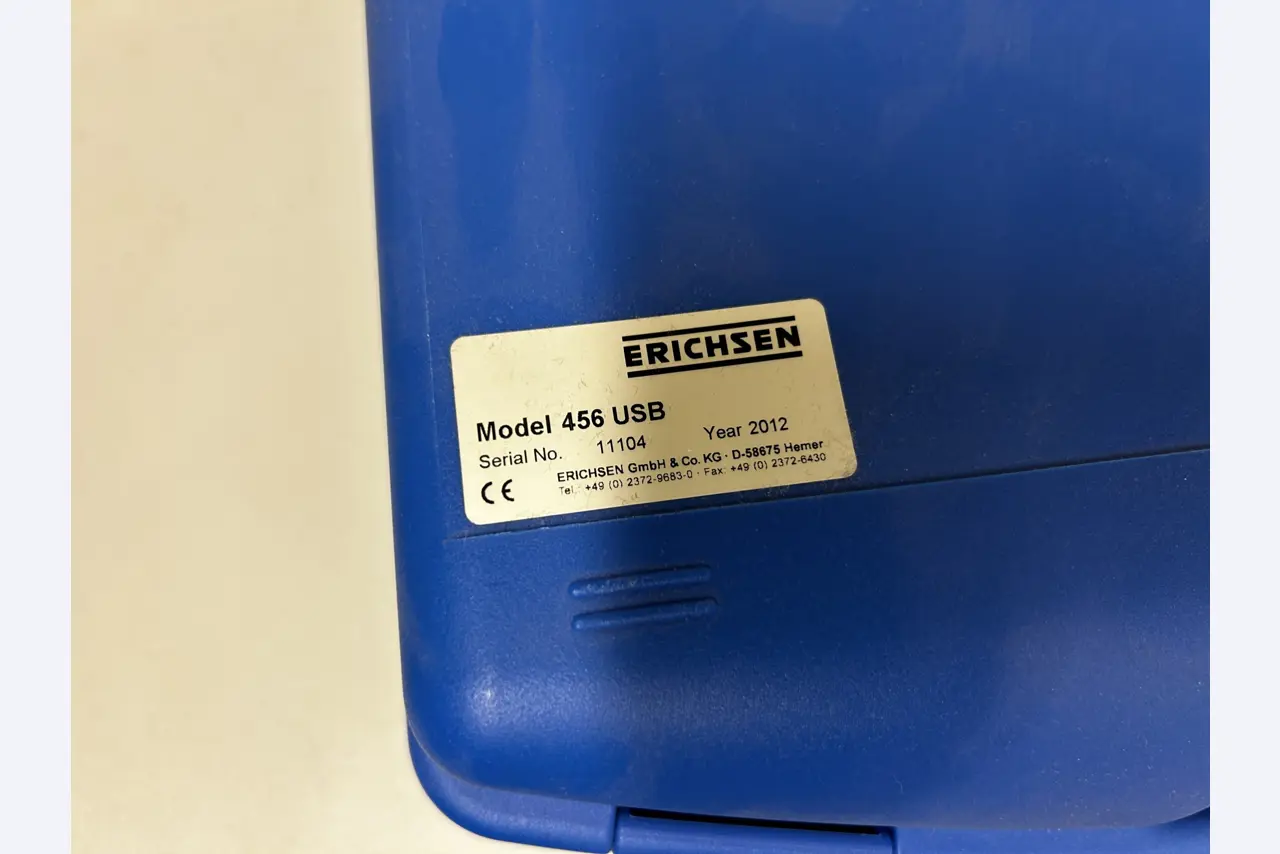 ERICHSEN
Model 456 USB
Serial No. 11104 Year 2012
ERICHSEN GmbH & Co. KG · D-58675 Hemer
CE Tel.: +49 (0) 2372-9683-0 · Fax: +49 (0) 2372-6430